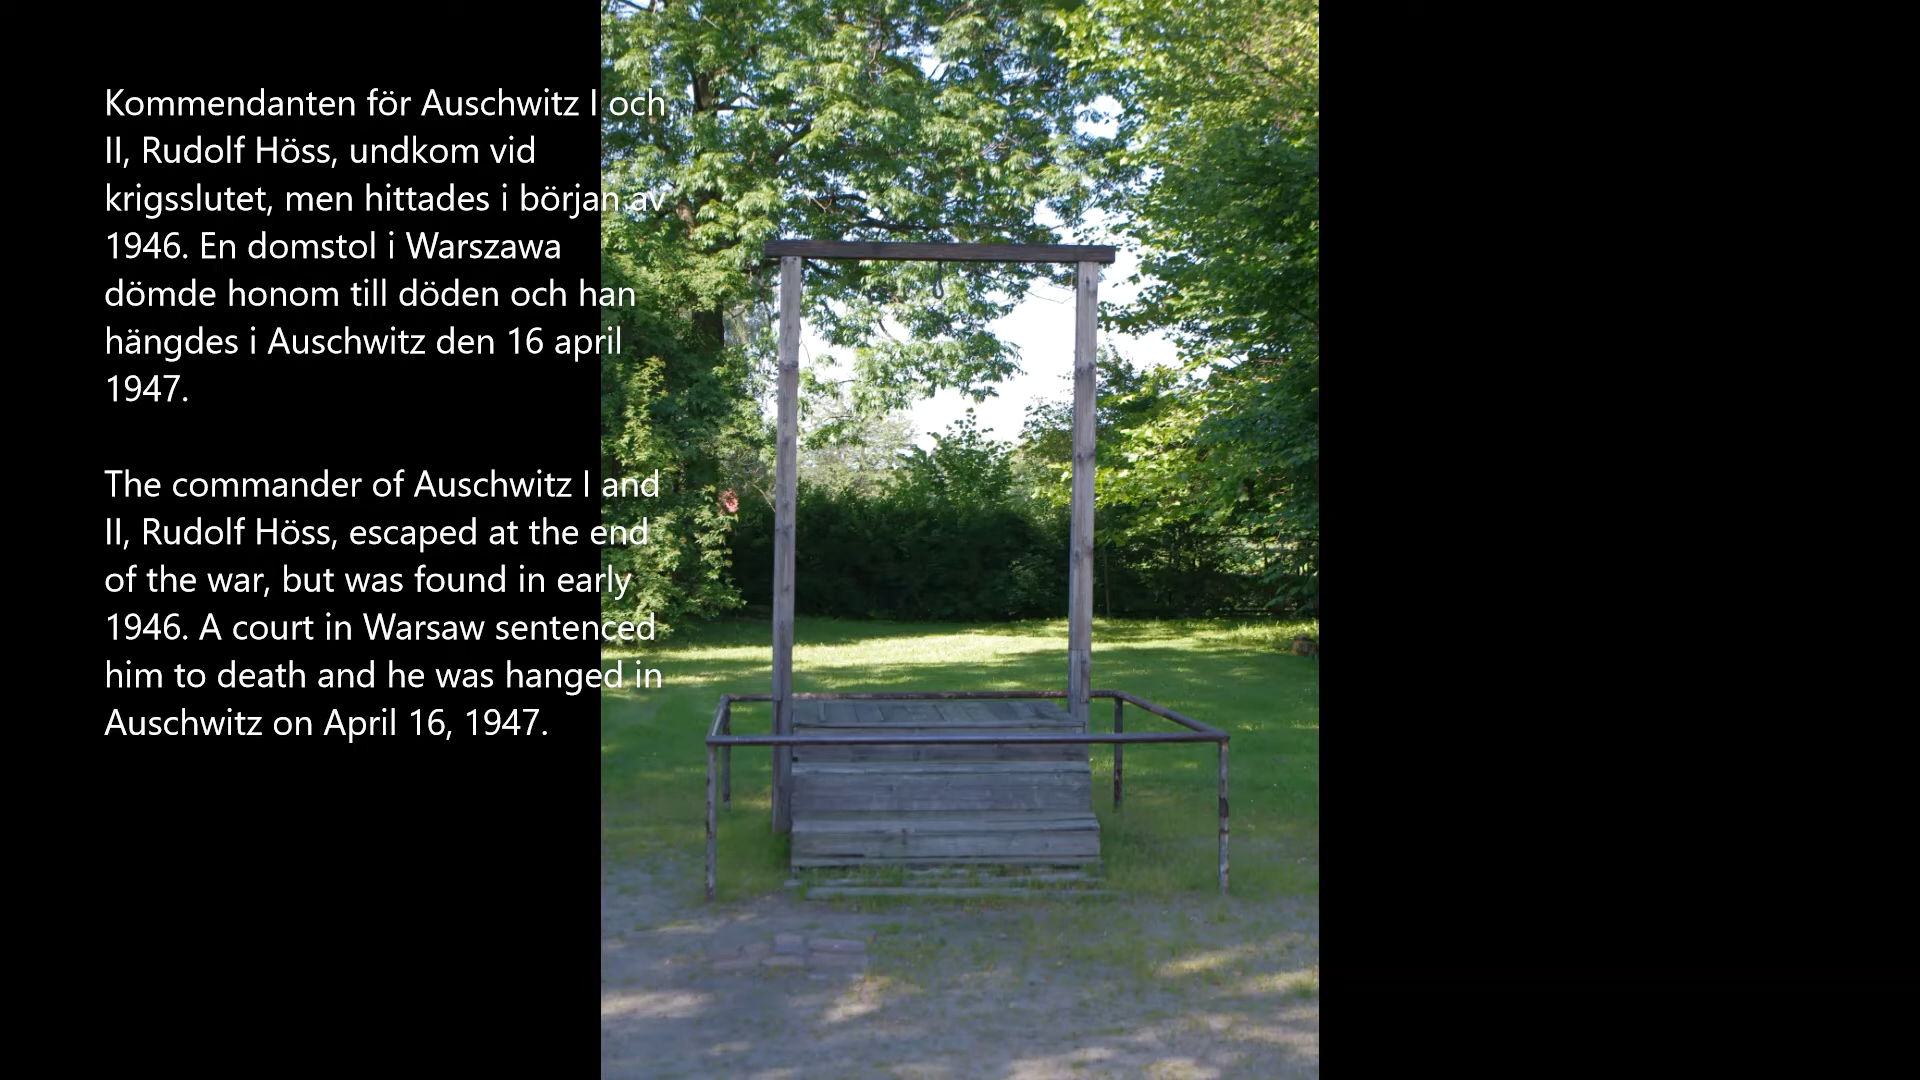 Kommendanten för Auschwitz I och
II, Rudolf Höss, undkom vid
krigsslutet, men hittades i början av
1946. En domstol i Warszawa
dömde honom till döden och han
hängdes i Auschwitz den 16 april
1947.
The commander of Auschwitz I and
II, Rudolf Höss, escaped at the end
of the war, but was found in early
1946. A court in Warsaw sentenced
him to death and he was hanged in
Auschwitz on April 16, 1947.